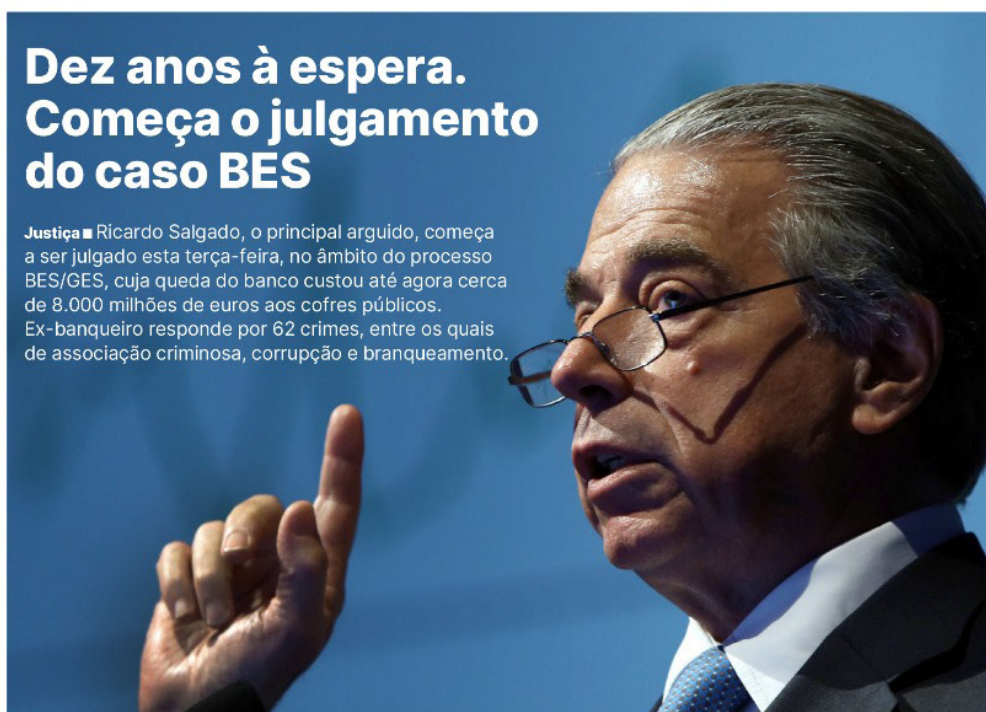 Dez anos à espera.
Começa o julgamento
do caso BES
Justiça ■ Ricardo Salgado, o principal arguido, começa
a ser julgado esta terça-feira, no âmbito do processo
BES/GES, cuja queda do banco custou até agora cerca
de 8.000 milhões de euros aos cofres públicos.
Ex-banqueiro responde por 62 crimes, entre os quais
de associação criminosa, corrupção e branqueamento.